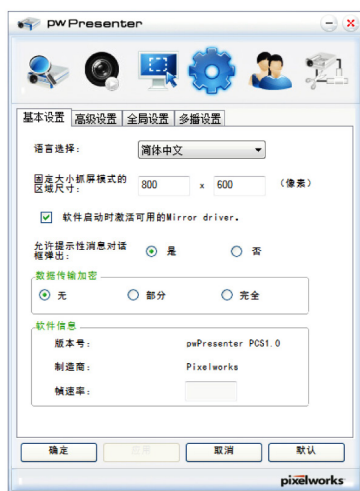 pwPresenter
基本设置 高级设置 全局设置 多播设置
语言选择: 简体中文
固定大小抓屏模式的
区域尺寸: 800 x 600 (像素)
软件启动时激活可用的Mirror driver.
允许提示性消息对话
框弹出: 是 否
数据传输加密
无 部分 完全
软件信息
版本号: pwPresenter PCS1.0
制造商: Pixelworks
帧速率:
确定 应用 取消 默认
pixelworks